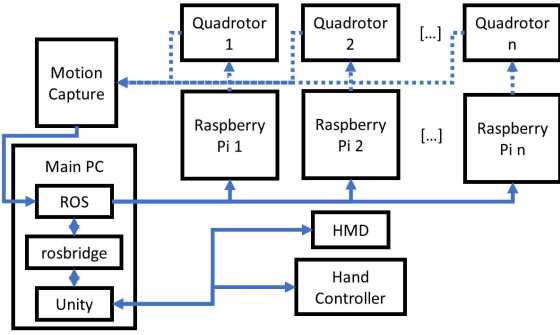 Quadrotor
1
Quadrotor
2
[...]
Quadrotor
n
Motion
Capture
Raspberry
Pi 1
Raspberry
Pi 2
[...]
Raspberry
Pi n
Main PC
ROS
rosbridge
Unity
HMD
Hand
Controller